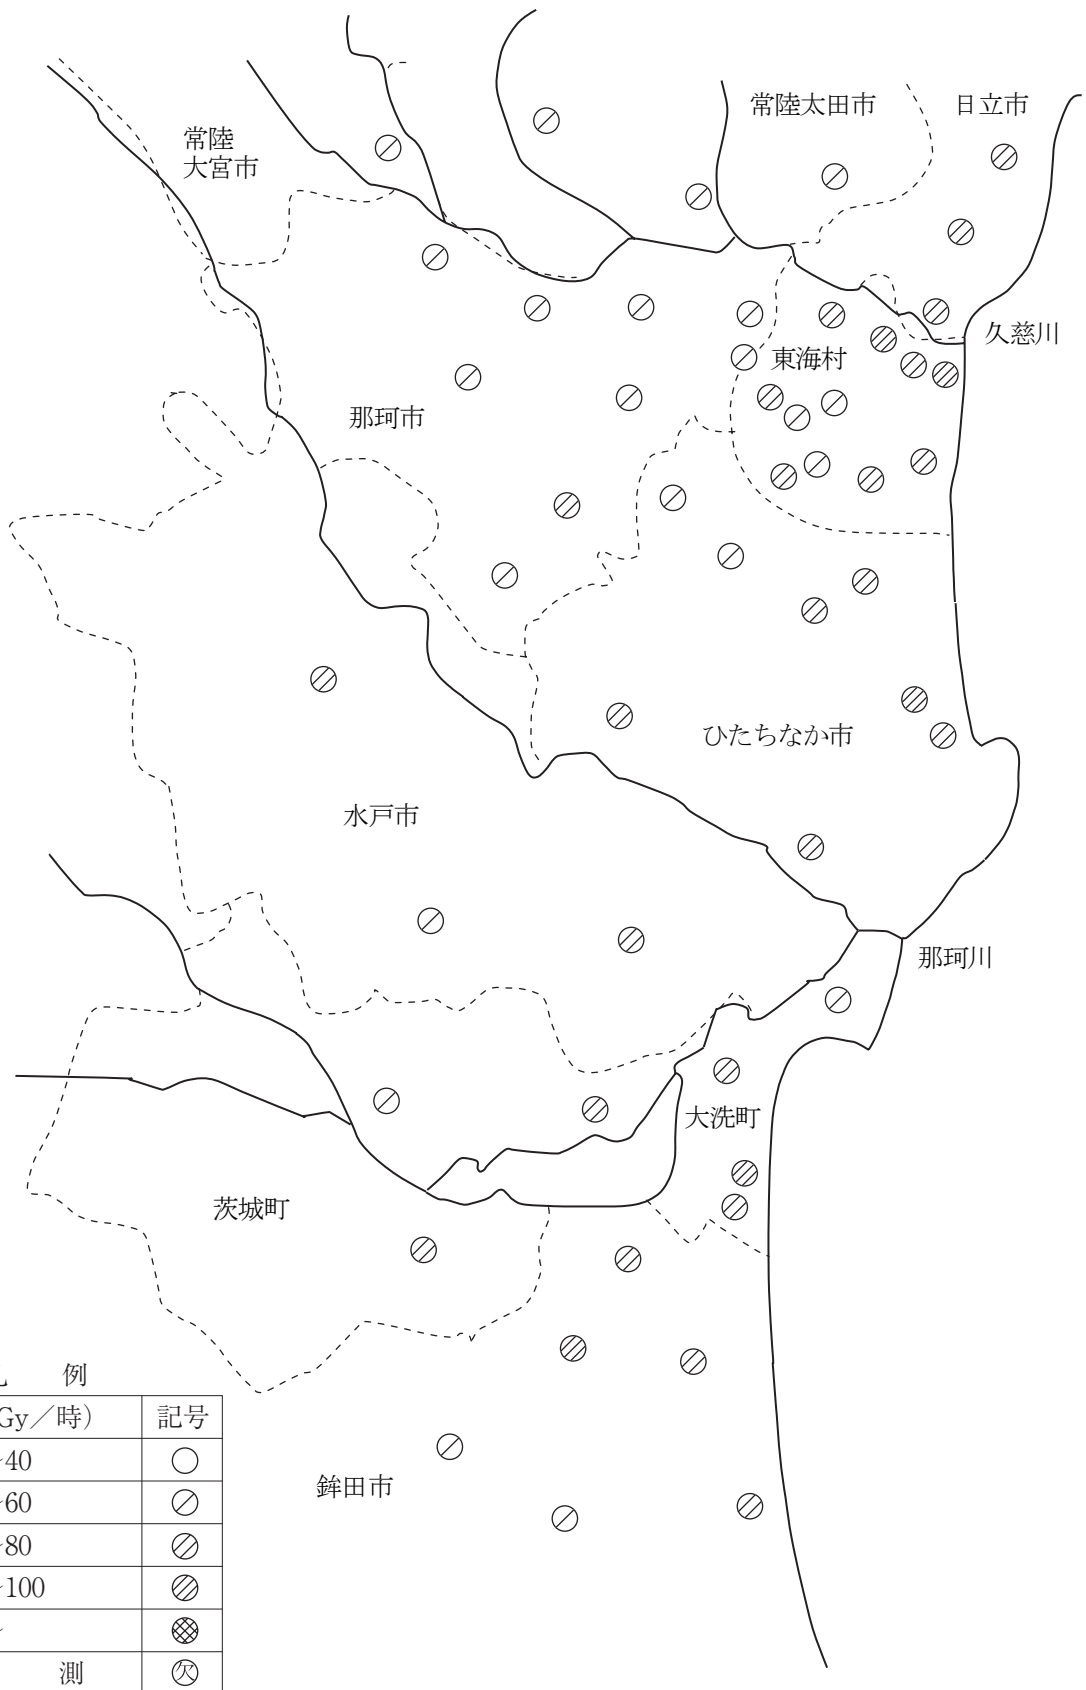 常陸太田市
日立市
常陸
大宮市
久慈川
東海村
那珂市
ひたちなか市
水戸市
那珂川
大洗町
茨城町
例
Gy/時）
記号
40
60
80
100
～
測
欠
鉾田市